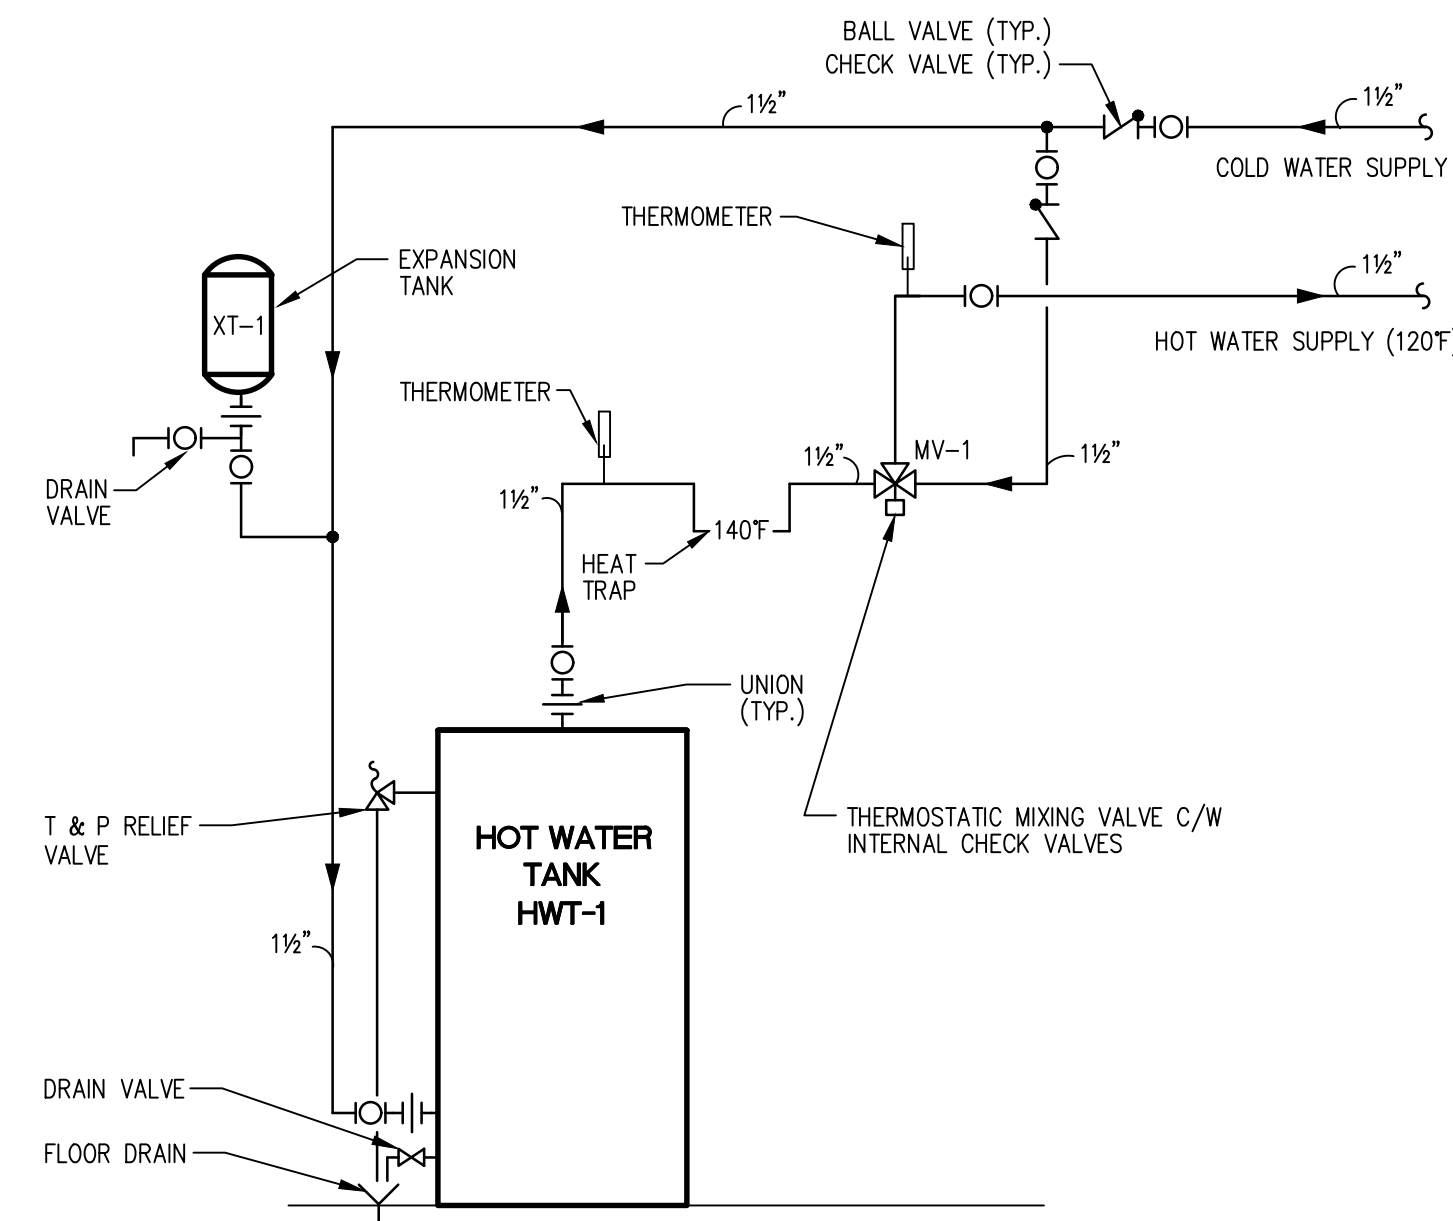 BALL VALVE (TYP.)
CHECK VALVE (TYP.)
1½"
1½"
COLD WATER SUPPLY
THERMOMETER
EXPANSION
TANK
XT-1
1½"
HOT WATER SUPPLY (120°F)
THERMOMETER
DRAIN
VALVE
1½"
1½"
MV-1
1½"
140°F
HEAT
TRAP
UNION
(TYP.)
T & P RELIEF
VALVE
HOT WATER
TANK
HWT-1
THERMOSTATIC MIXING VALVE C/W
INTERNAL CHECK VALVES
1½"
DRAIN VALVE
FLOOR DRAIN